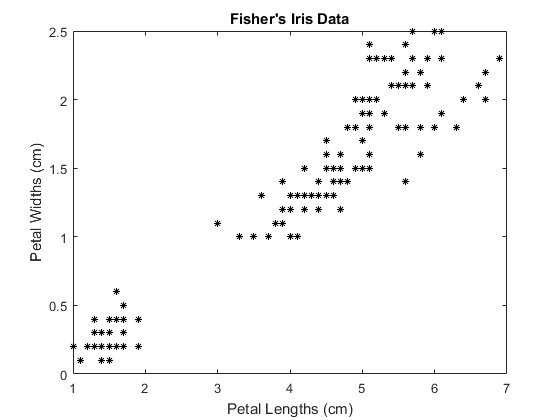 Fisher's Iris Data
2.5
2
1.5
1
0.5
0
Petal Widths (cm)
1 2 3 4 5 6 7
Petal Lengths (cm)